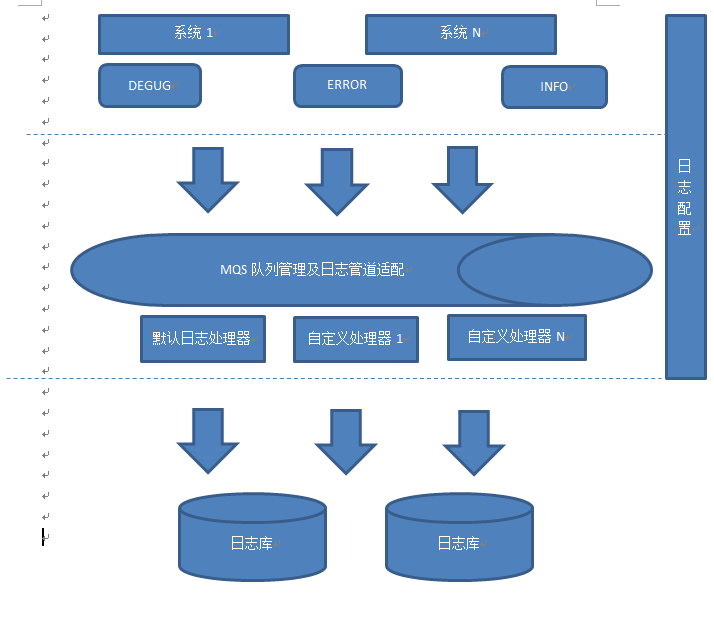 系统 1
系统 N
DEGUG
ERROR
INFO
日志配置
MQS 队列管理及日志管道适配
默认日志处理器
自定义处理器 1
自定义处理器 N
日志库
日志库